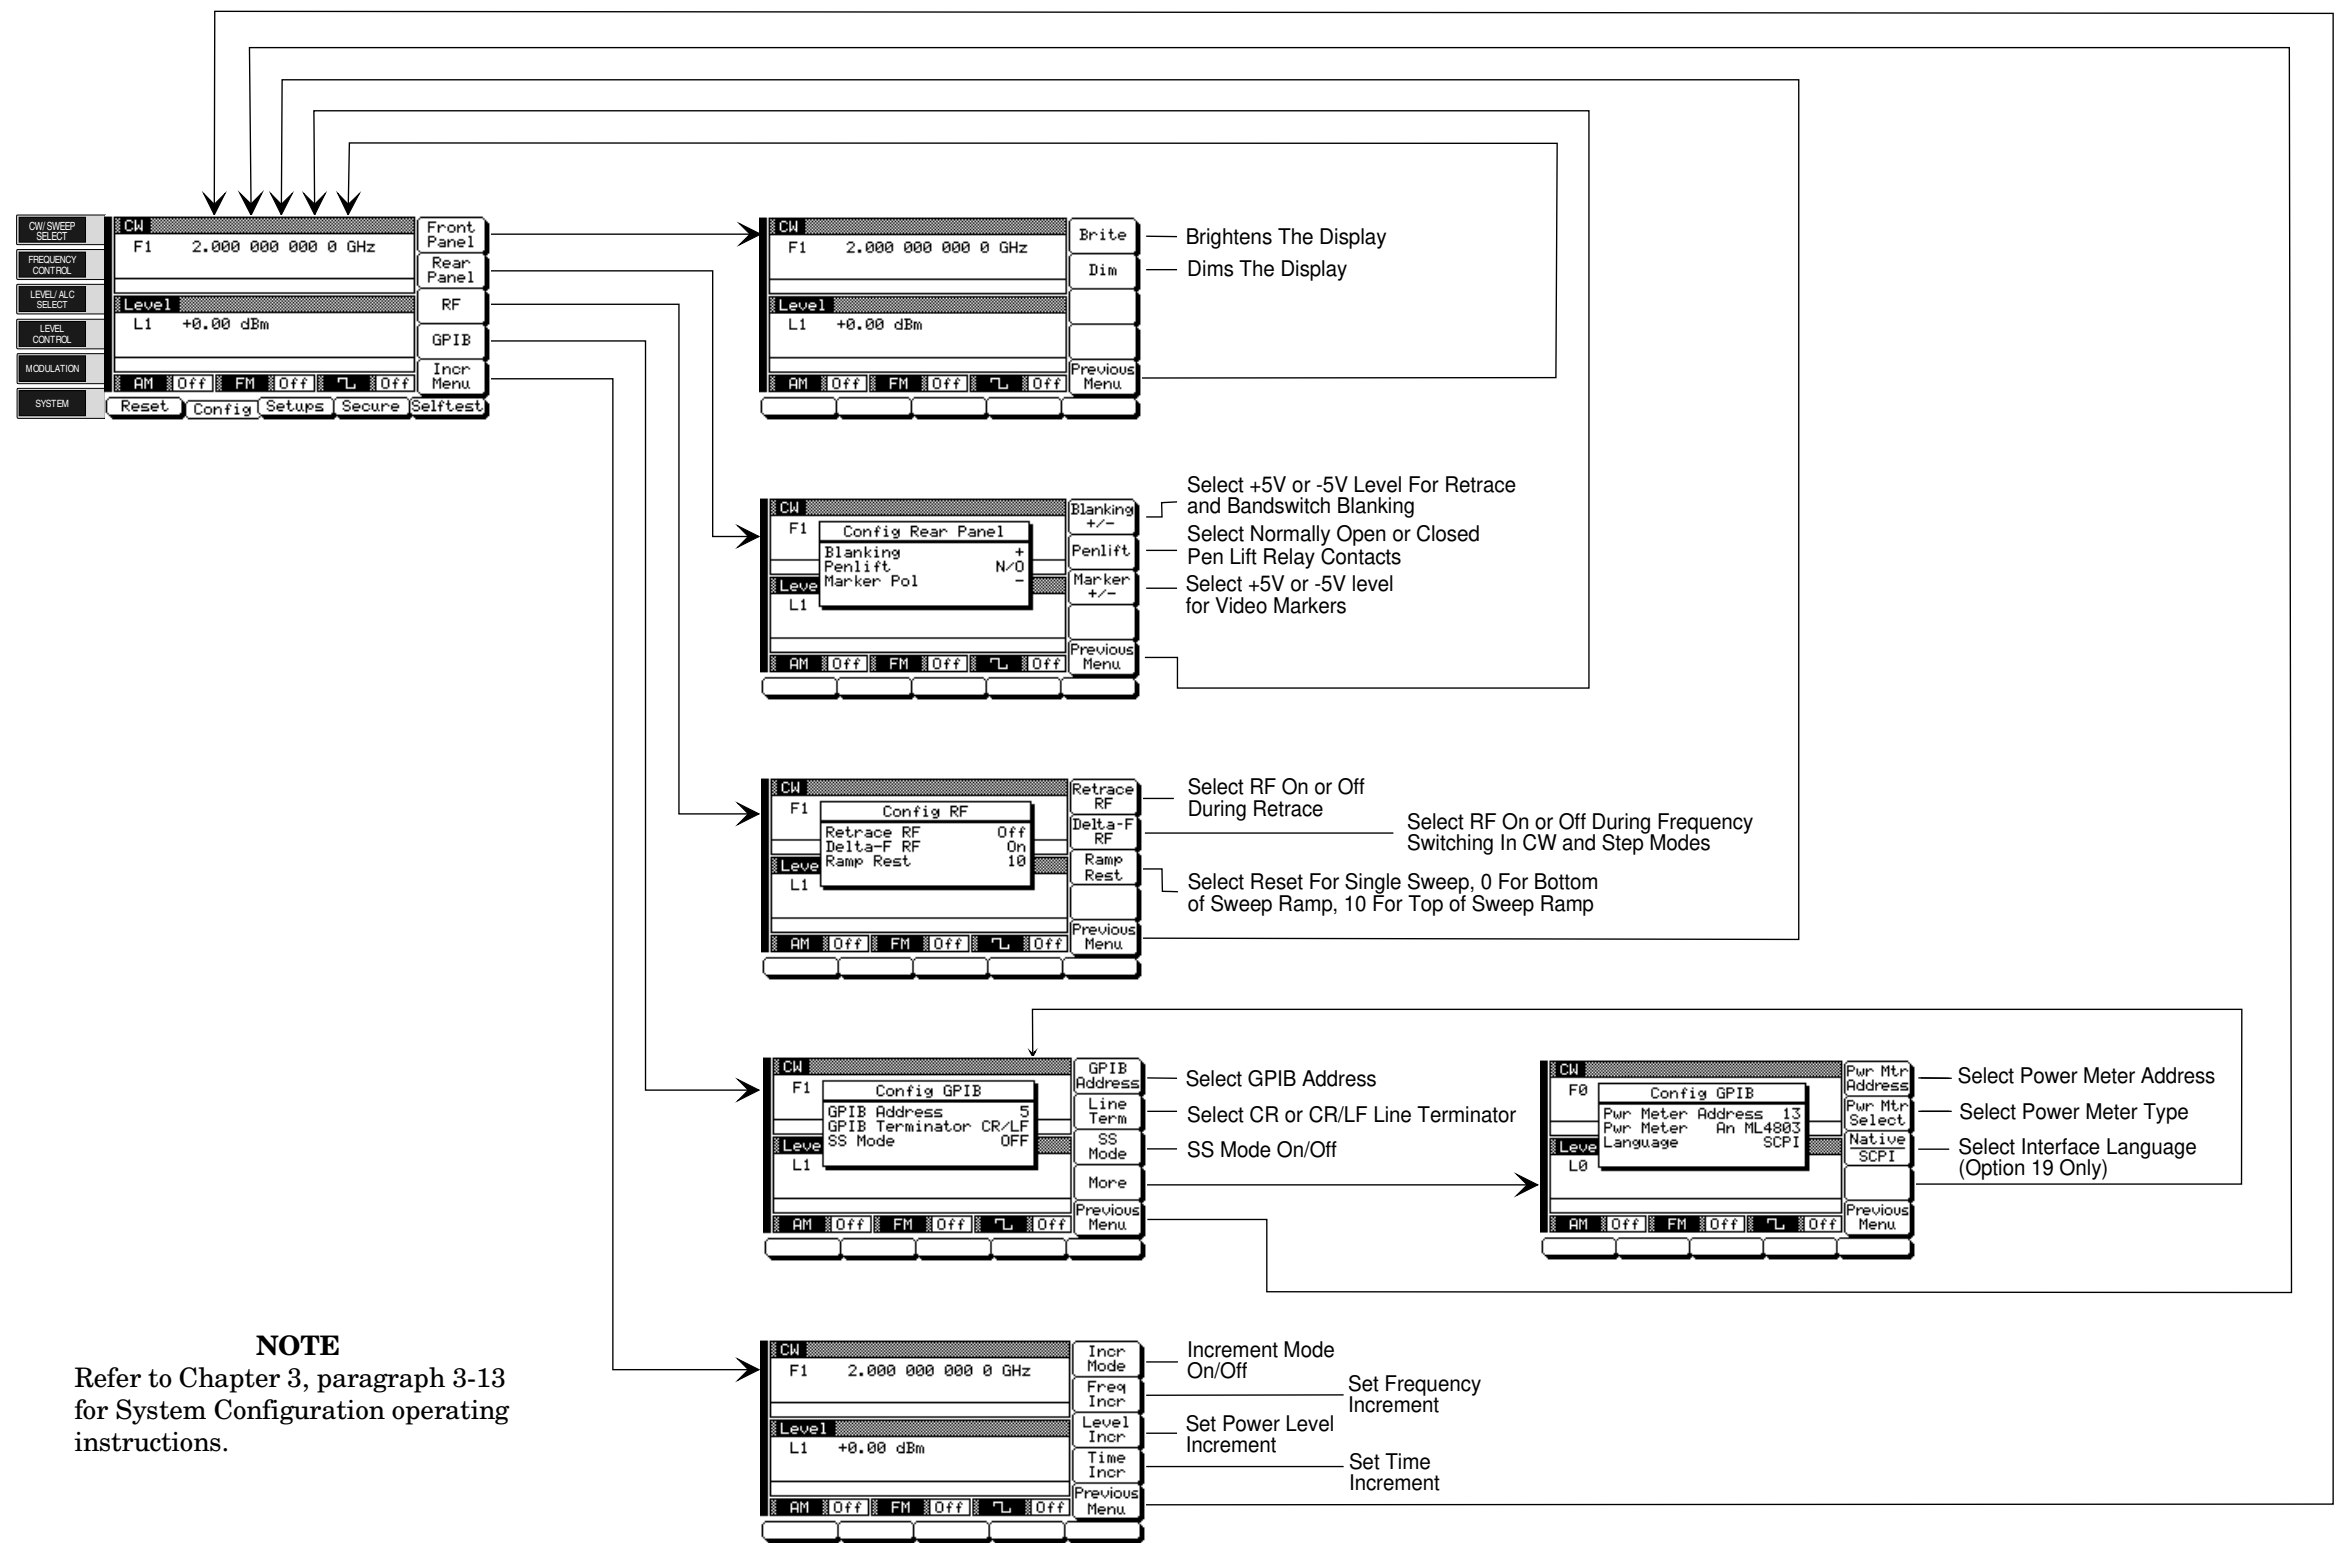 CW/SWEEP
SELECT
FREQUENCY
CONTROL
LEVEL/ALC
SELECT
LEVEL
CONTROL
MODULATION
SYSTEM
CW
F1 2.000 000 000 0 GHz
Level
L1 +0.00 dBm
AM Off FM Off Off
Front
Panel
Rear
Panel
RF
GPIB
Incr
Menu
Reset Config Setups Secure Selftest
CW
F1 2.000 000 000 0 GHz
Level
L1 +0.00 dBm
AM Off FM Off Off
Brite
Dim
Previous
Menu
Brightens The Display
Dims The Display
CW
F1
Config Rear Panel
Blanking +
Penlift N/O
Marker Pol -
Leve
L1
AM Off FM Off Off
Blanking
+/-
Penlift
Marker
+/-
Previous
Menu
Select +5V or -5V Level For Retrace
and Bandswitch Blanking
Select Normally Open or Closed
Pen Lift Relay Contacts
Select +5V or -5V level
for Video Markers
CW
F1
Config RF
Retrace RF Off
Delta-F RF On
Ramp Rest 10
Leve
L1
AM Off FM Off Off
Retrace
RF
Delta-F
RF
Ramp
Rest
Previous
Menu
Select RF On or Off
During Retrace
Select RF On or Off During Frequency
Switching In CW and Step Modes
Select Reset For Single Sweep, 0 For Bottom
of Sweep Ramp, 10 For Top of Sweep Ramp
CW
F1
Config GPIB
GPIB Address 5
GPIB Terminator CR/LF
SS Mode OFF
Leve
L1
AM Off FM Off Off
GPIB
Address
Line
Term
SS
Mode
More
Previous
Menu
Select GPIB Address
Select CR or CR/LF Line Terminator
SS Mode On/Off
CW
F0
Config GPIB
Pwr Meter Address 13
Pwr Meter An ML4803
Language SCPI
Leve
L0
AM Off FM Off Off
Pwr Mtr
Address
Pwr Mtr
Select
Native
SCPI
Previous
Menu
Select Power Meter Address
Select Power Meter Type
Select Interface Language
(Option 19 Only)
CW
F1 2.000 000 000 0 GHz
Level
L1 +0.00 dBm
AM Off FM Off Off
Incr
Mode
Freq
Incr
Level
Incr
Time
Incr
Previous
Menu
Increment Mode
On/Off
Set Frequency
Increment
Set Power Level
Increment
Set Time
Increment
NOTE
Refer to Chapter 3, paragraph 3-13
for System Configuration operating
instructions.